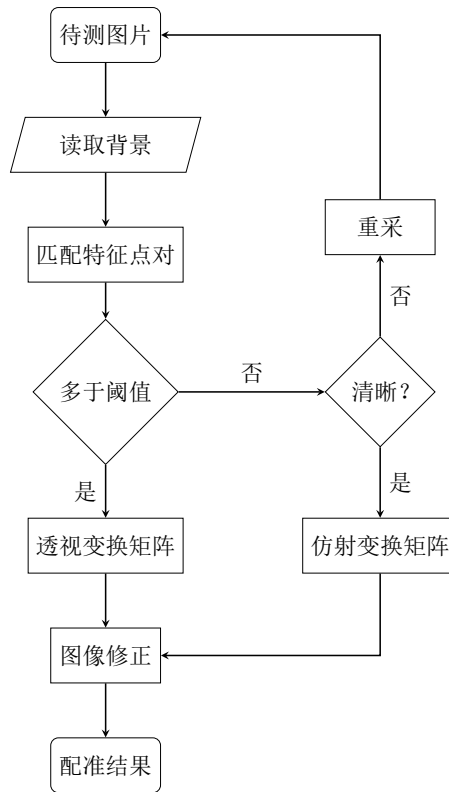 待测图片
读取背景
重采
匹配特征点对
否
多于阈值
否
清晰？
是
是
透视变换矩阵
仿射变换矩阵
图像修正
配准结果